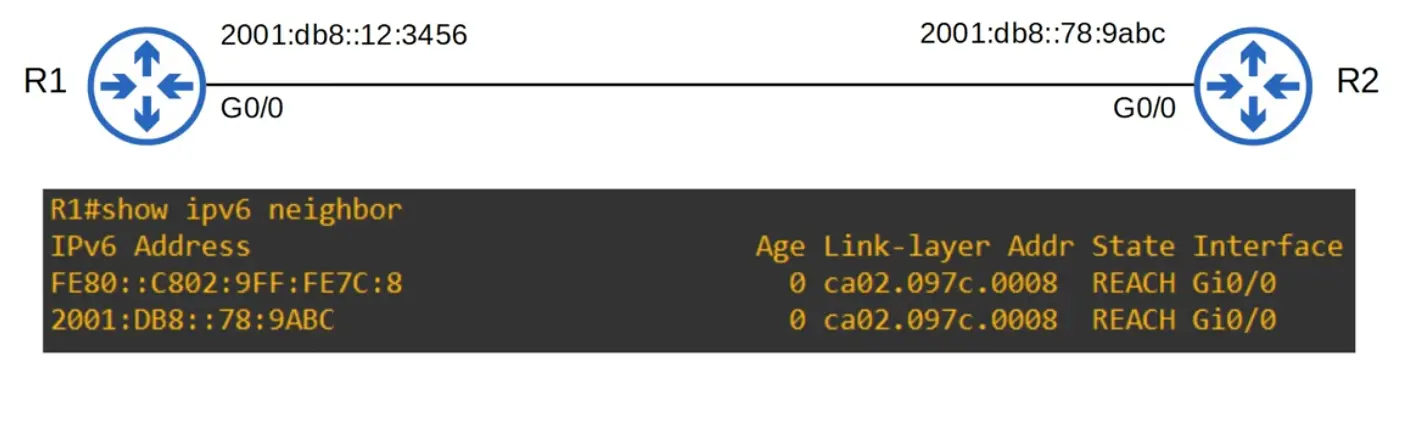 2001:db8::12:3456
2001:db8::78:9abc
R1
R2
G0/0
G0/0
R1#show ipv6 neighbor
IPv6 Address Age Link-layer Addr State Interface
FE80::C802:9FF:FE7C:8 0 ca02.097c.0008 REACH Gi0/0
2001:DB8::78:9ABC 0 ca02.097c.0008 REACH Gi0/0